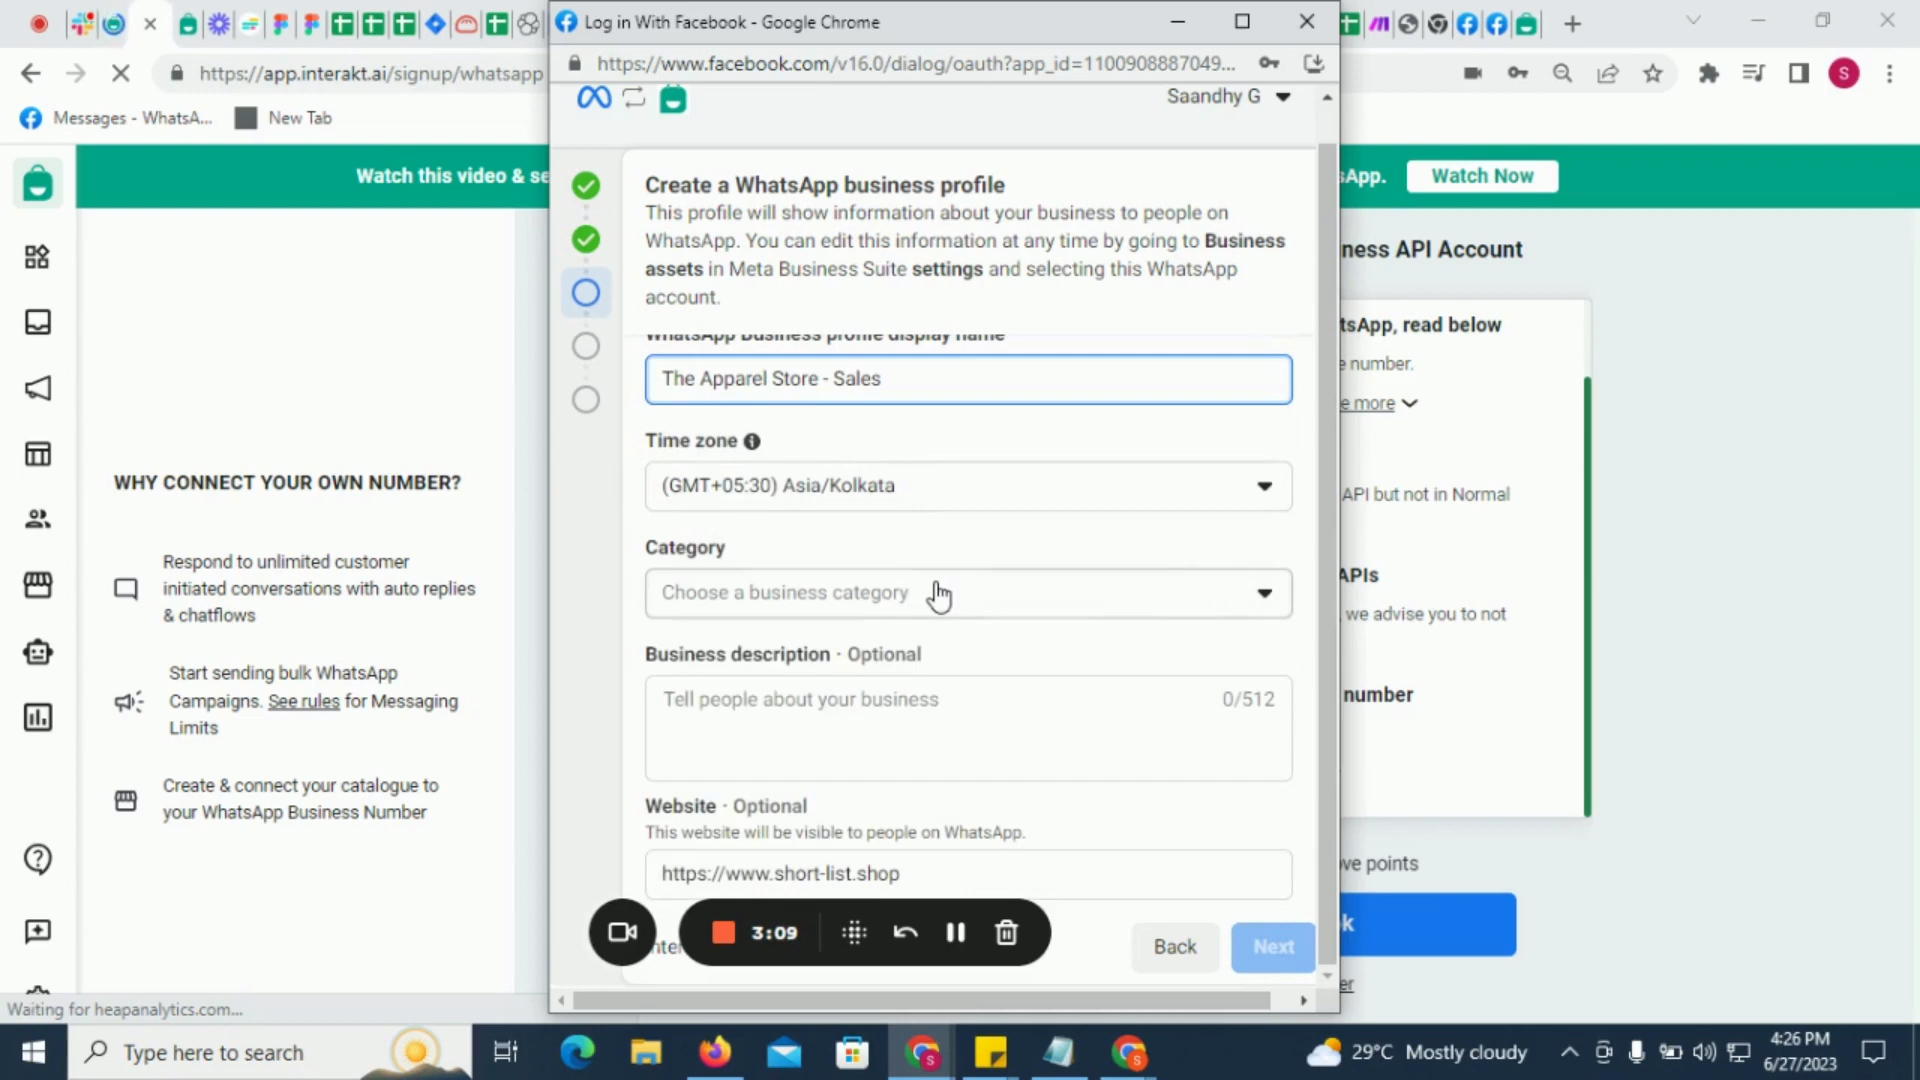 Log in With Facebook - Google Chrome
https://app.interakt.ai/signup/whatsapp
https://www.facebook.com/v16.0/dialog/oauth?app_id=1100908887049...
S
Messages - WhatsA...
New Tab
Saandhy G
Watch this video & se
sApp.
Watch Now
Create a WhatsApp business profile
This profile will show information about your business to people on
WhatsApp. You can edit this information at any time by going to Business
assets in Meta Business Suite settings and selecting this WhatsApp
account.
WhatsApp Business profile display name
The Apparel Store - Sales
Time zone
(GMT+05:30) Asia/Kolkata
Category
Choose a business category
Business description · Optional
Tell people about your business
0/512
Website · Optional
This website will be visible to people on WhatsApp.
https://www.short-list.shop
3:09
Back
Next
WHY CONNECT YOUR OWN NUMBER?
Respond to unlimited customer
initiated conversations with auto replies
& chatflows
Start sending bulk WhatsApp
Campaigns. See rules for Messaging
Limits
Create & connect your catalogue to
your WhatsApp Business Number
ness API Account
tsApp, read below
e number.
e more
API but not in Normal
APIs
we advise you to not
number
ve points
k
er
Waiting for heapanalytics.com...
Type here to search
29°C Mostly cloudy
4:26 PM
6/27/2023